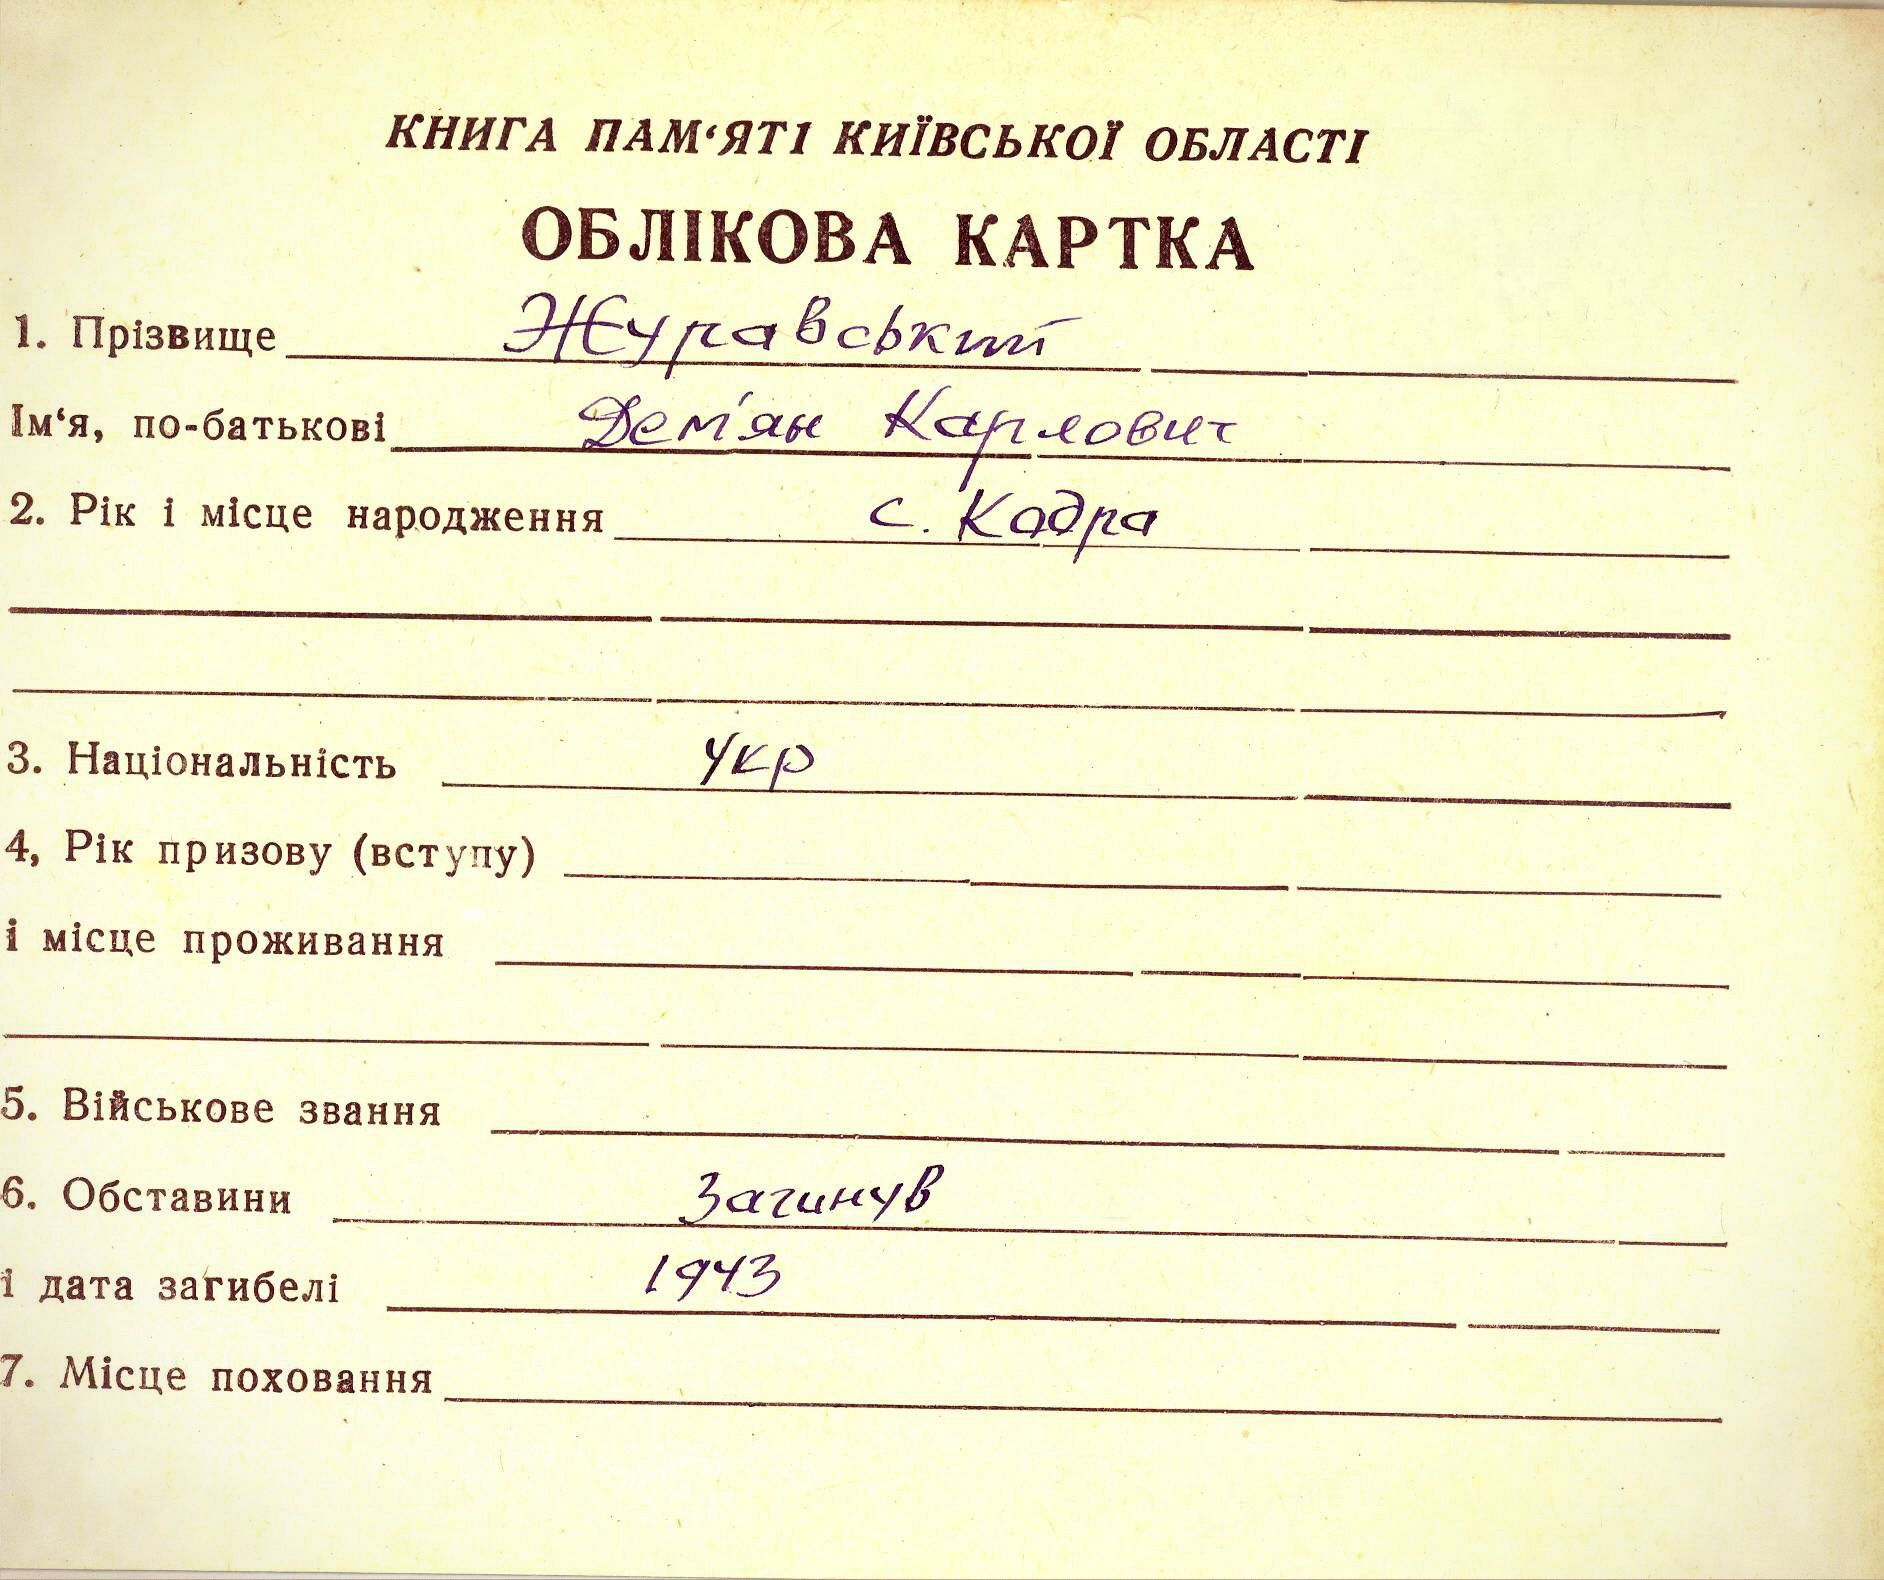 КНИГА ПАМ‘ЯТІ КИЇВСЬКОЇ ОБЛАСТІ
ОБЛІКОВА КАРТКА
1. Прізвище Журавський
Ім‘я, по-батькові Дем'ян Карлович
2. Рік і місце народження с. Кодра
3. Національність укр
4, Рік призову (вступу)
і місце проживання
5. Військове звання
6. Обставини Загинув
і дата загибелі 1943
7. Місце поховання